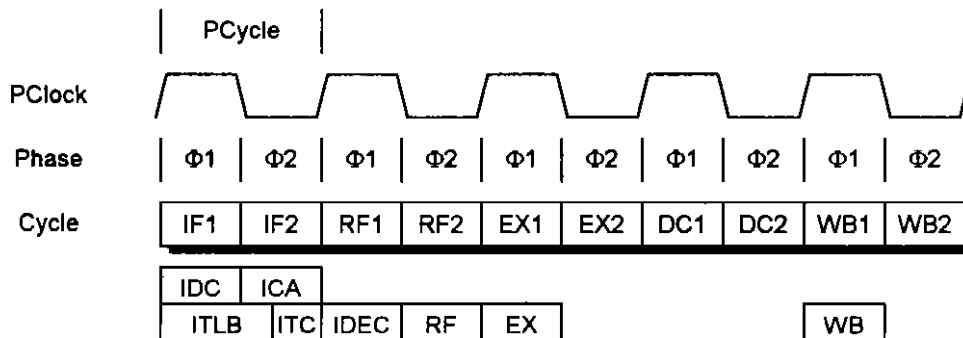 PCycle
PClock
Phase Φ1 Φ2 Φ1 Φ2 Φ1 Φ2 Φ1 Φ2 Φ1 Φ2
Cycle IF1 IF2 RF1 RF2 EX1 EX2 DC1 DC2 WB1 WB2
IDC ICA
ITLB ITC IDEC RF EX WB